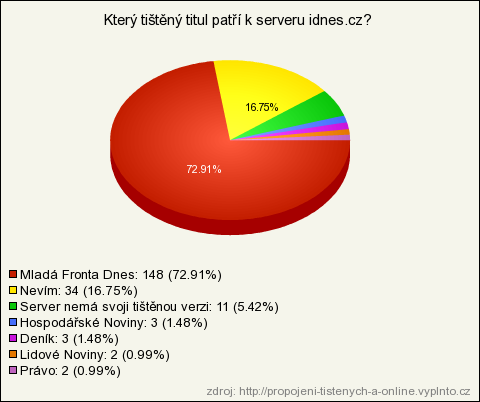 Který tištěný titul patří k serveru idnes.cz?
16.75%
72.91%
Mladá Fronta Dnes: 148 (72.91%)
Nevím: 34 (16.75%)
Server nemá svoji tištěnou verzi: 11 (5.42%)
Hospodářské Noviny: 3 (1.48%)
Deník: 3 (1.48%)
Lidové Noviny: 2 (0.99%)
Právo: 2 (0.99%)
zdroj: http://propojeni-tistenych-a-online.vyplnto.cz